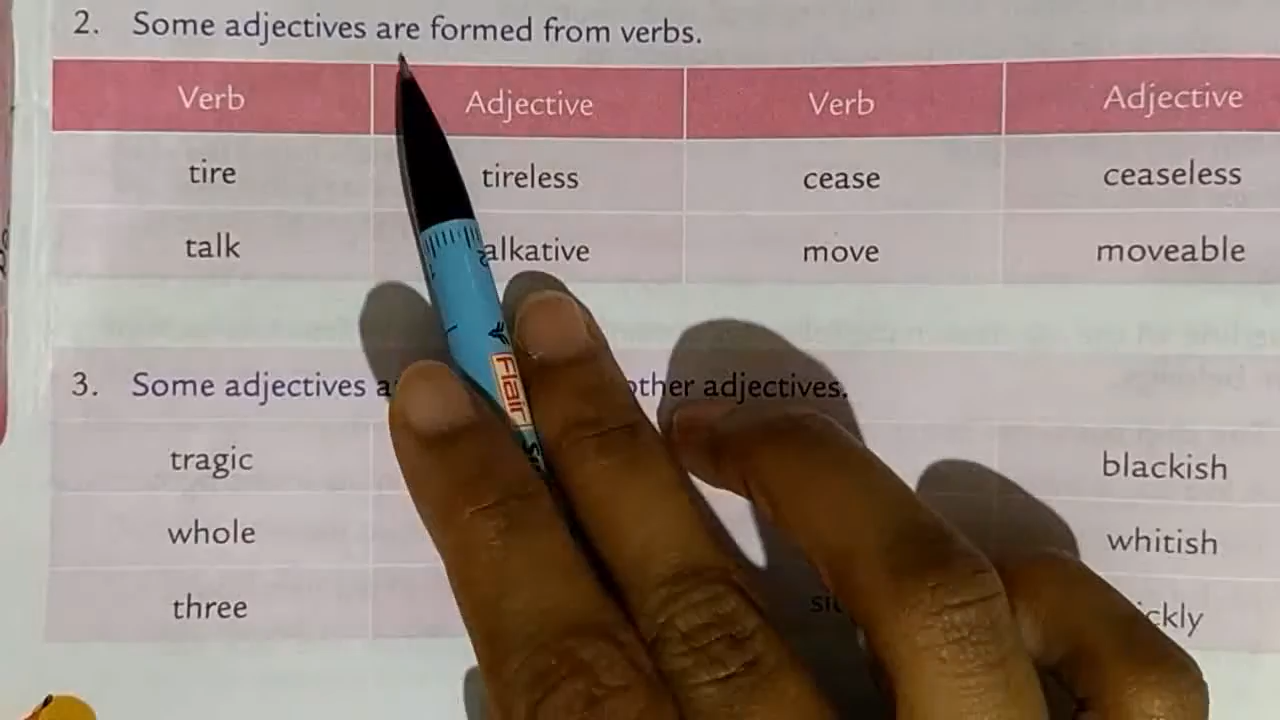 2. Some adjectives are formed from verbs.
Verb Adjective Verb Adjective
tire tireless cease ceaseless
talk alkative move moveable
3. Some adjectives other adjectives.
tragic blackish
whole whitish
three
Flair